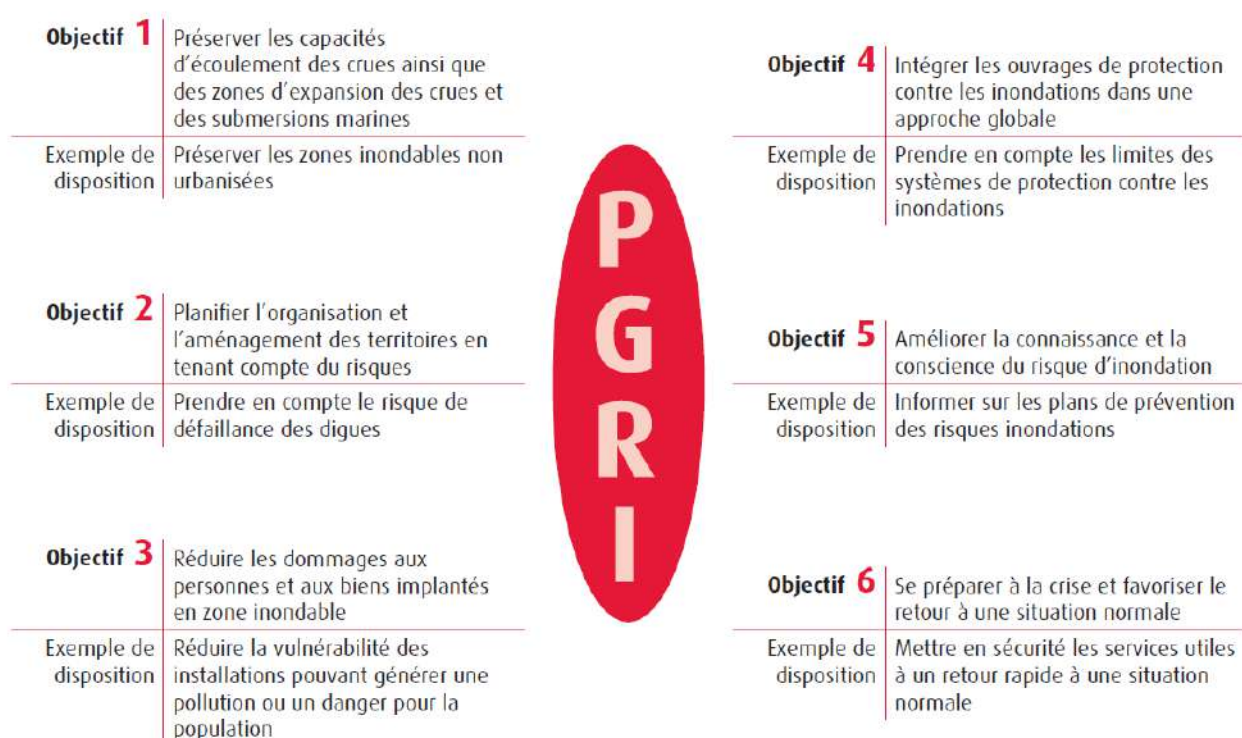 Objectif 1 Préserver les capacités
d'écoulement des crues ainsi que
des zones d'expansion des crues et
des submersions marines
Exemple de Préserver les zones inondables non
disposition urbanisées
Objectif 2 Planifier l'organisation et
l'aménagement des territoires en
tenant compte du risques
Exemple de Prendre en compte le risque de
disposition défaillance des digues
Objectif 3 Réduire les dommages aux
personnes et aux biens implantés
en zone inondable
Exemple de Réduire la vulnérabilité des
disposition installations pouvant générer une
pollution ou un danger pour la
population
P
G
R
I
Objectif 4 Intégrer les ouvrages de protection
contre les inondations dans une
approche globale
Exemple de Prendre en compte les limites des
disposition systèmes de protection contre les
inondations
Objectif 5 Améliorer la connaissance et la
conscience du risque d'inondation
Exemple de Informer sur les plans de prévention
disposition des risques inondations
Objectif 6 Se préparer à la crise et favoriser le
retour à une situation normale
Exemple de Mettre en sécurité les services utiles
disposition à un retour rapide à une situation
normale